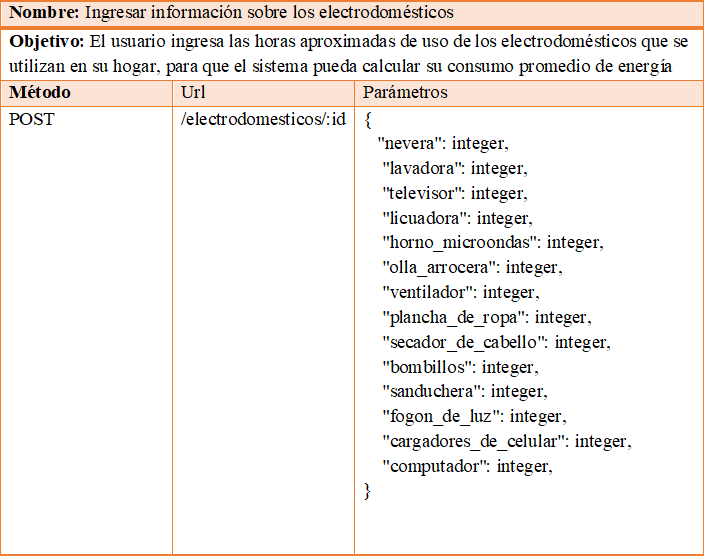 Nombre: Ingresar información sobre los electrodomésticos
Objetivo: El usuario ingresa las horas aproximadas de uso de los electrodomésticos que se
utilizan en su hogar, para que el sistema pueda calcular su consumo promedio de energía
Método Url Parámetros
POST /electrodomesticos/:id {
"nevera": integer,
"lavadora": integer,
"televisor": integer,
"licuadora": integer,
"horno_microondas": integer,
"olla_arrocera": integer,
"ventilador": integer,
"plancha_de_ropa": integer,
"secador_de_cabello": integer,
"bombillos": integer,
"sanduchera": integer,
"fogon_de_luz": integer,
"cargadores_de_celular": integer,
"computador": integer,
}